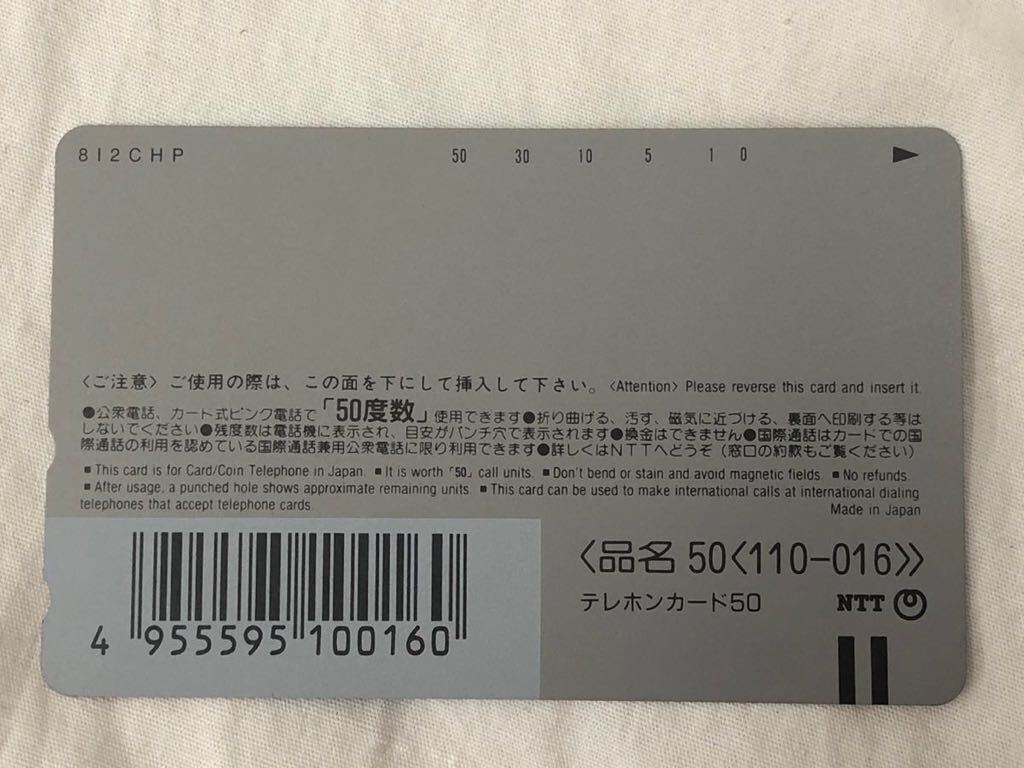 8I2CHP 50 30 10 5 1 0 ▶
〈ご注意〉ご使用の際は、この面を下にして挿入して下さい。〈Attention〉Please reverse this card and insert it.
●公衆電話、カード式ピンク電話で「50度数」使用できます●折り曲げる、汚す、磁気に近づける、裏面へ印刷する等は
しないでください●残度数は電話機に表示され、目安がパンチ穴で表示されます●換金はできません●国際通話はカードでの国
際通話の利用を認めている国際通話兼用公衆電話に限り利用できます●詳しくはNTTへどうぞ（窓口の約款もご覧ください）
■This card is for Card/Coin Telephone in Japan. ■It is worth「50」call units. ■Don't bend or stain and avoid magnetic fields. ■No refunds.
■After usage, a punched hole shows approximate remaining units. ■This card can be used to make international calls at international dialing
telephones that accept telephone cards.
Made in Japan
〈品名 50〈110-016〉〉
テレホンカード50 NTT
4 955595 100160